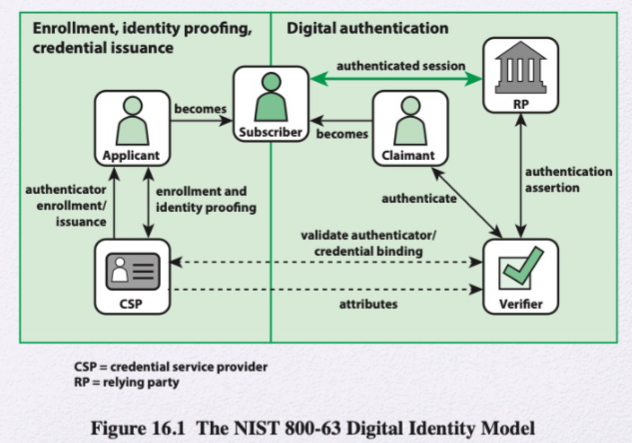 Enrollment, identity proofing,
credential issuance
Digital authentication
authenticated session
RP
becomes
Subscriber
becomes
Applicant
Claimant
authenticator
enrollment/
issuance
enrollment and
identity proofing
authenticate
authentication
assertion
validate authenticator/
credential binding
CSP
attributes
Verifier
CSP = credential service provider
RP = relying party
Figure 16.1 The NIST 800-63 Digital Identity Model